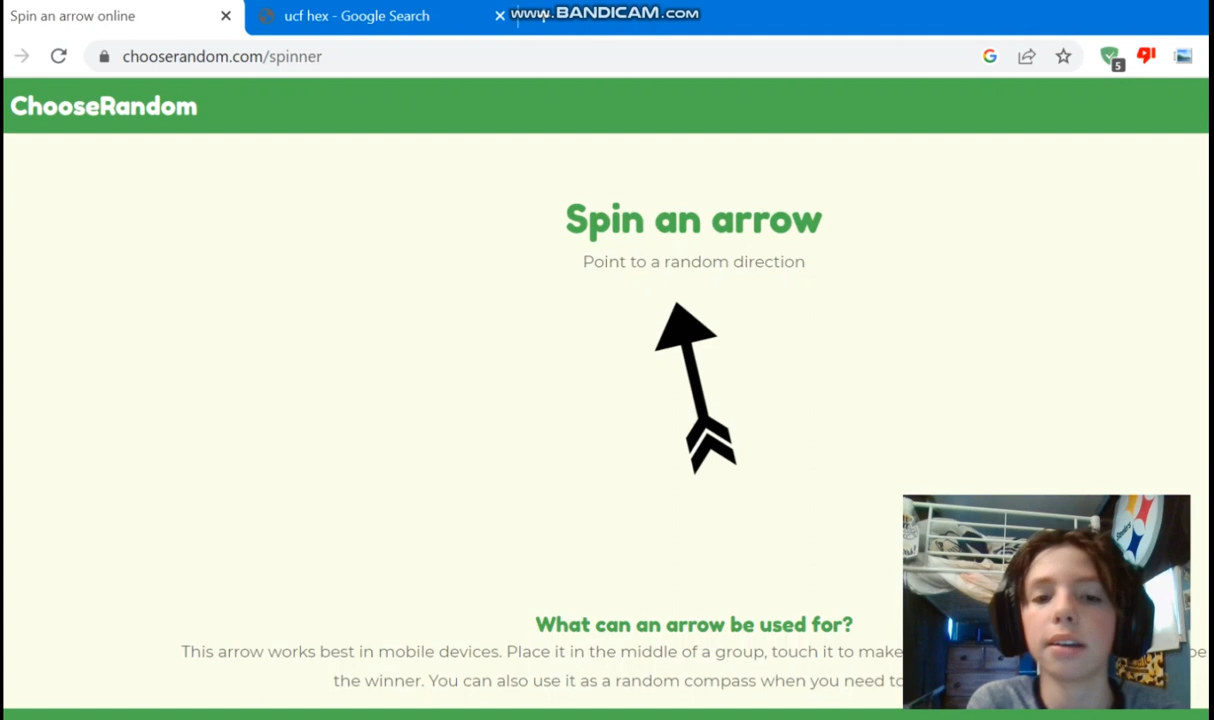 Spin an arrow online
ucf hex - Google Search
www.BANDICAM.com
chooserandom.com/spinner
5
ChooseRandom
Spin an arrow
Point to a random direction
What can an arrow be used for?
This arrow works best in mobile devices. Place it in the middle of a group, touch it to make be
the winner. You can also use it as a random compass when you need to
Steelers